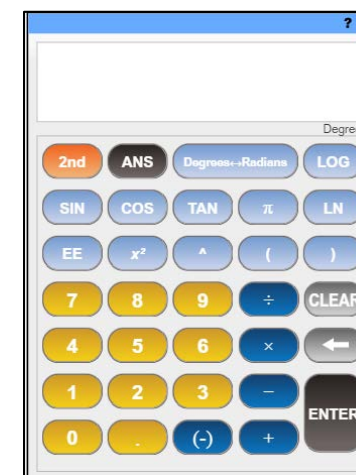 ?
Degre
2nd ANS Degrees↔Radians LOG
SIN COS TAN π LN
EE x² ^ ( )
7 8 9 ÷ CLEAR
4 5 6 × ←
1 2 3 − ENTER
0 . (-) +